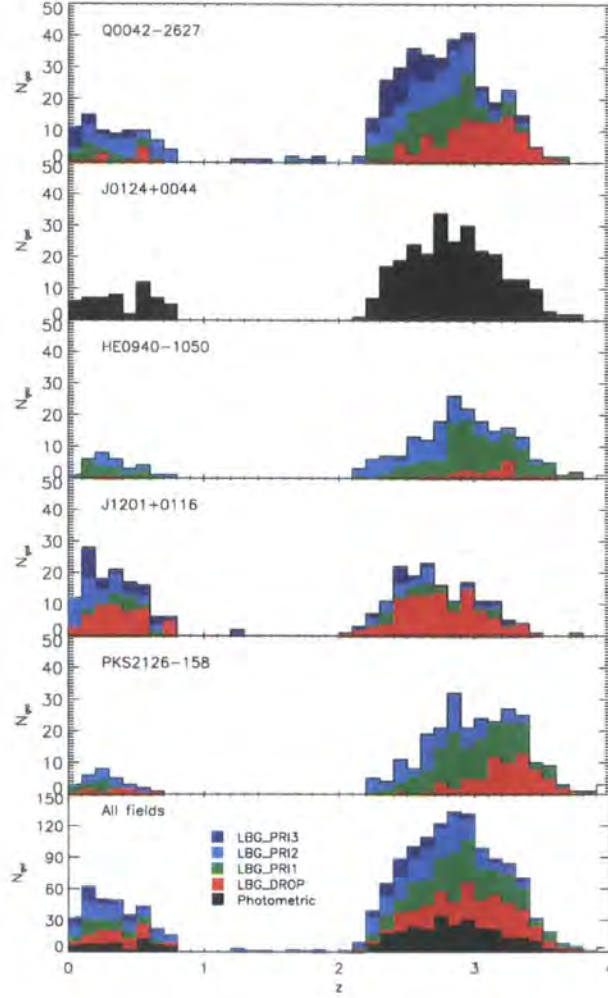 50
40
30
20
10
0
N_gal
Q0042-2627
50
40
30
20
10
0
N_gal
J0124+0044
50
40
30
20
10
0
N_gal
HE0940-1050
50
40
30
20
10
0
N_gal
J1201+0116
50
40
30
20
10
0
N_gal
PKS2126-158
150
120
90
60
30
0
N_gal
All fields
LBG_PRI3
LBG_PRI2
LBG_PRI1
LBG_DROP
Photometric
0 1 2 3 4
z